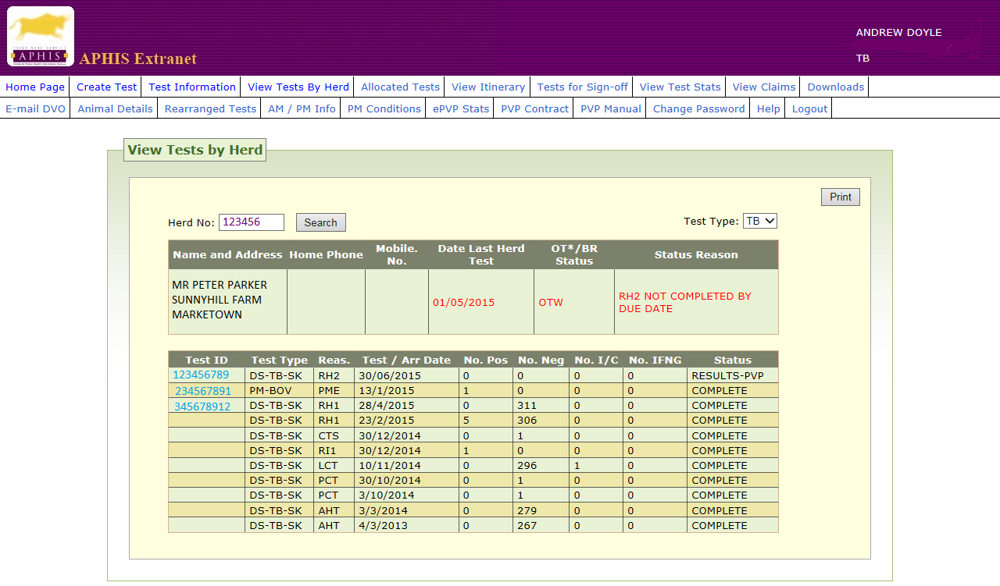 APHIS
APHIS Extranet
ANDREW DOYLE
TB
Home Page Create Test Test Information View Tests By Herd Allocated Tests View Itinerary Tests for Sign-off View Test Stats View Claims Downloads
E-mail DVO Animal Details Rearranged Tests AM / PM Info PM Conditions ePVP Stats PVP Contract PVP Manual Change Password Help Logout
View Tests by Herd
Print
Herd No: 123456 Search Test Type: TB
Name and Address Home Phone Mobile. No. Date Last Herd Test OT*/BR Status Status Reason
MR PETER PARKER
SUNNYHILL FARM
MARKETOWN
01/05/2015 OTW RH2 NOT COMPLETED BY
DUE DATE
Test ID Test Type Reas. Test / Arr Date No. Pos No. Neg No. I/C No. IFNG Status
123456789 DS-TB-SK RH2 30/06/2015 0 0 0 0 RESULTS-PVP
234567891 PM-BOV PME 13/1/2015 1 0 0 0 COMPLETE
345678912 DS-TB-SK RH1 28/4/2015 0 311 0 0 COMPLETE
DS-TB-SK RH1 23/2/2015 5 306 0 0 COMPLETE
DS-TB-SK CTS 30/12/2014 0 1 0 0 COMPLETE
DS-TB-SK RI1 30/12/2014 1 0 0 0 COMPLETE
DS-TB-SK LCT 10/11/2014 0 296 1 0 COMPLETE
DS-TB-SK PCT 30/10/2014 0 1 0 0 COMPLETE
DS-TB-SK PCT 3/10/2014 0 1 0 0 COMPLETE
DS-TB-SK AHT 3/3/2014 0 279 0 0 COMPLETE
DS-TB-SK AHT 4/3/2013 0 267 0 0 COMPLETE